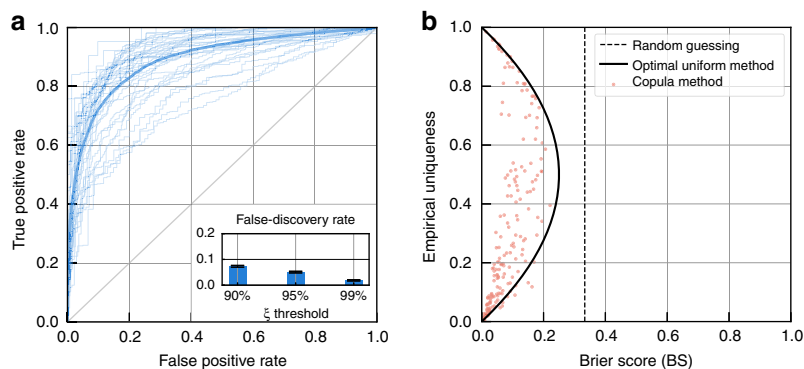 a
True positive rate
1.0
0.8
0.6
0.4
0.2
0.0
0.0
0.2
0.4
0.6
0.8
1.0
False positive rate
False-discovery rate
0.2
0.1
0.0
90%
95%
99%
ξ threshold
b
Empirical uniqueness
1.0
0.8
0.6
0.4
0.2
0.0
0.0
0.2
0.4
0.6
0.8
1.0
Brier score (BS)
Random guessing
Optimal uniform method
Copula method